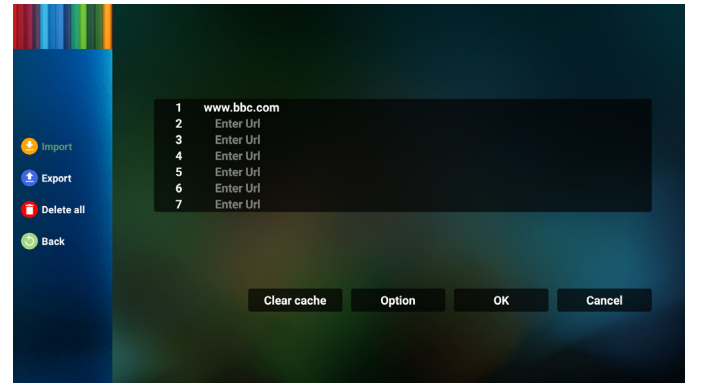 1 www.bbc.com
2 Enter Url
3 Enter Url
4 Enter Url
5 Enter Url
6 Enter Url
7 Enter Url
Import
Export
Delete all
Back
Clear cache Option OK Cancel